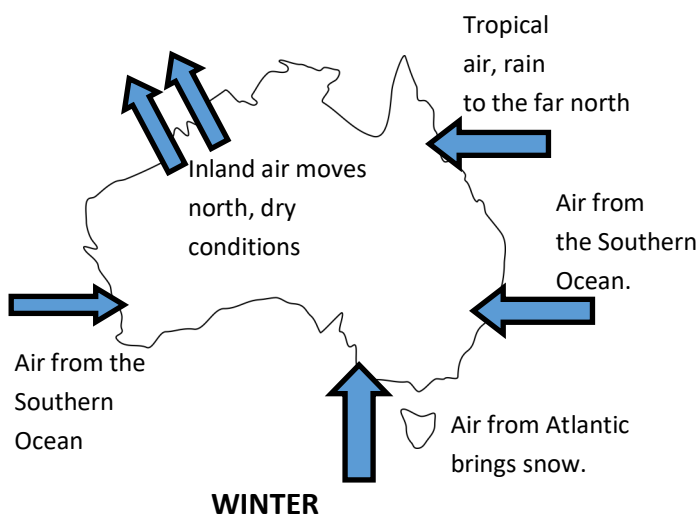 Tropical
air, rain
to the far north
Inland air moves
north, dry
conditions
Air from
the Southern
Ocean.
Air from the
Southern
Ocean
Air from Atlantic
brings snow.
WINTER